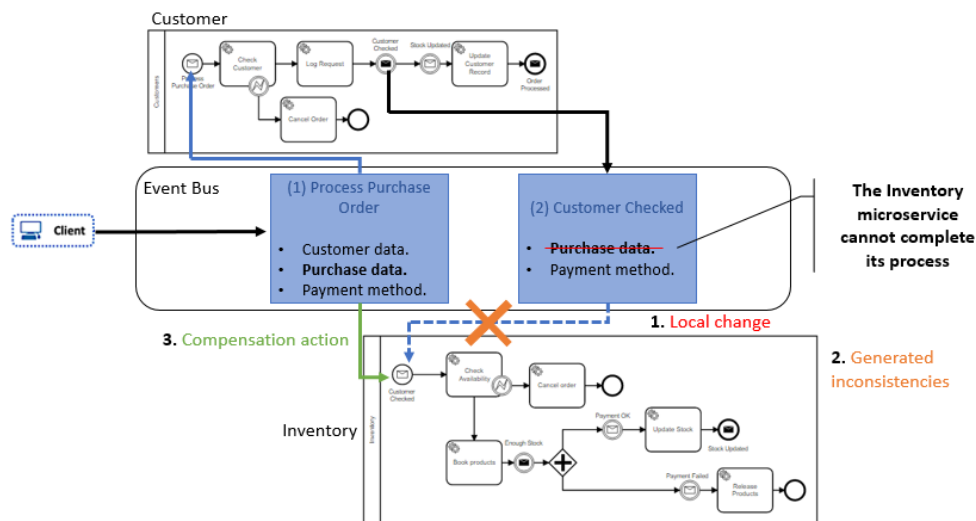 Customer
Customers
Process
Purchase Order
Check
Customer
Log Request
Customer
Checked
Stock Updated
Update
Customer
Record
Order
Processed
Cancel Order
Event Bus
(1) Process Purchase
Order
• Customer data.
• Purchase data.
• Payment method.
(2) Customer Checked
• Purchase data.
• Payment method.
The Inventory
microservice
cannot complete
its process
Client
1. Local change
3. Compensation action
2. Generated
inconsistencies
Inventory
Inventory
Customer
Checked
Check
Availability
Cancel order
Book products
Enough Stock
Payment OK
Update Stock
Stock Updated
Payment Failed
Release
Products